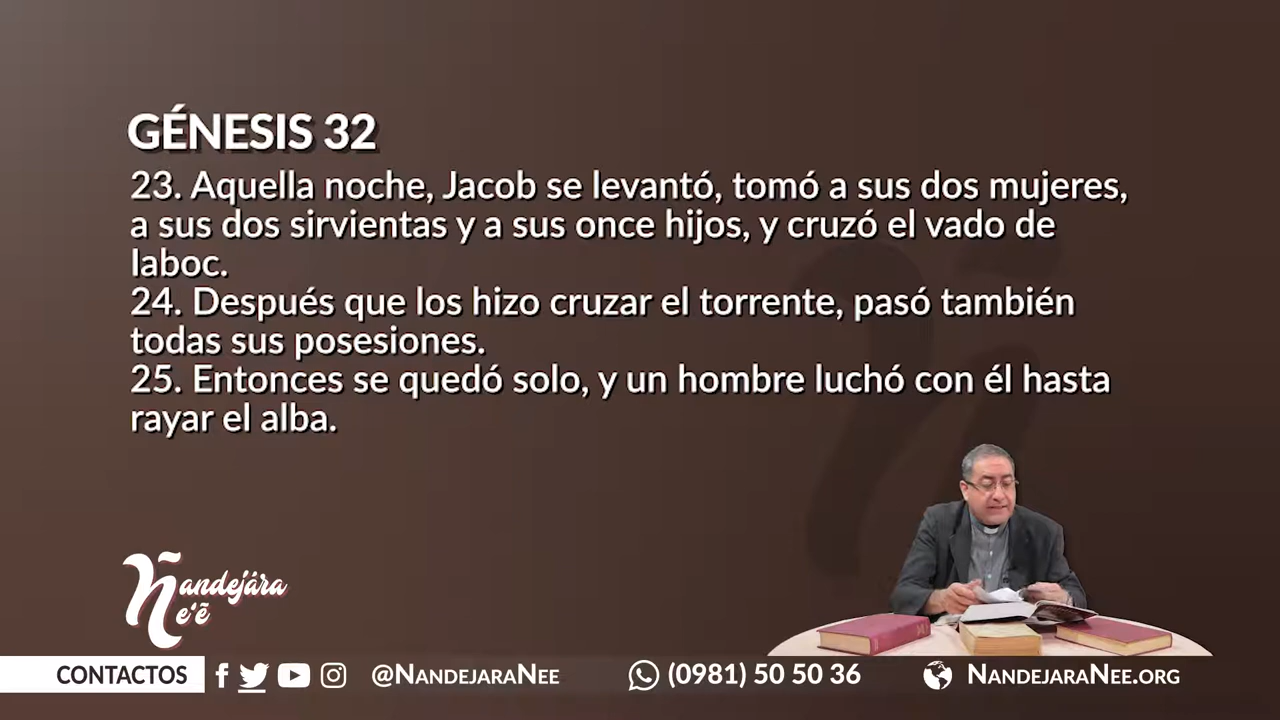 GÉNESIS 32
23. Aquella noche, Jacob se levantó, tomó a sus dos mujeres,
a sus dos sirvientas y a sus once hijos, y cruzó el vado de
Iaboc.
24. Después que los hizo cruzar el torrente, pasó también
todas sus posesiones.
25. Entonces se quedó solo, y un hombre luchó con él hasta
rayar el alba.
Ñandejára
Ñe'ẽ
CONTACTOS @NANDEJARANEE (0981) 50 50 36 NANDEJARANEE.ORG